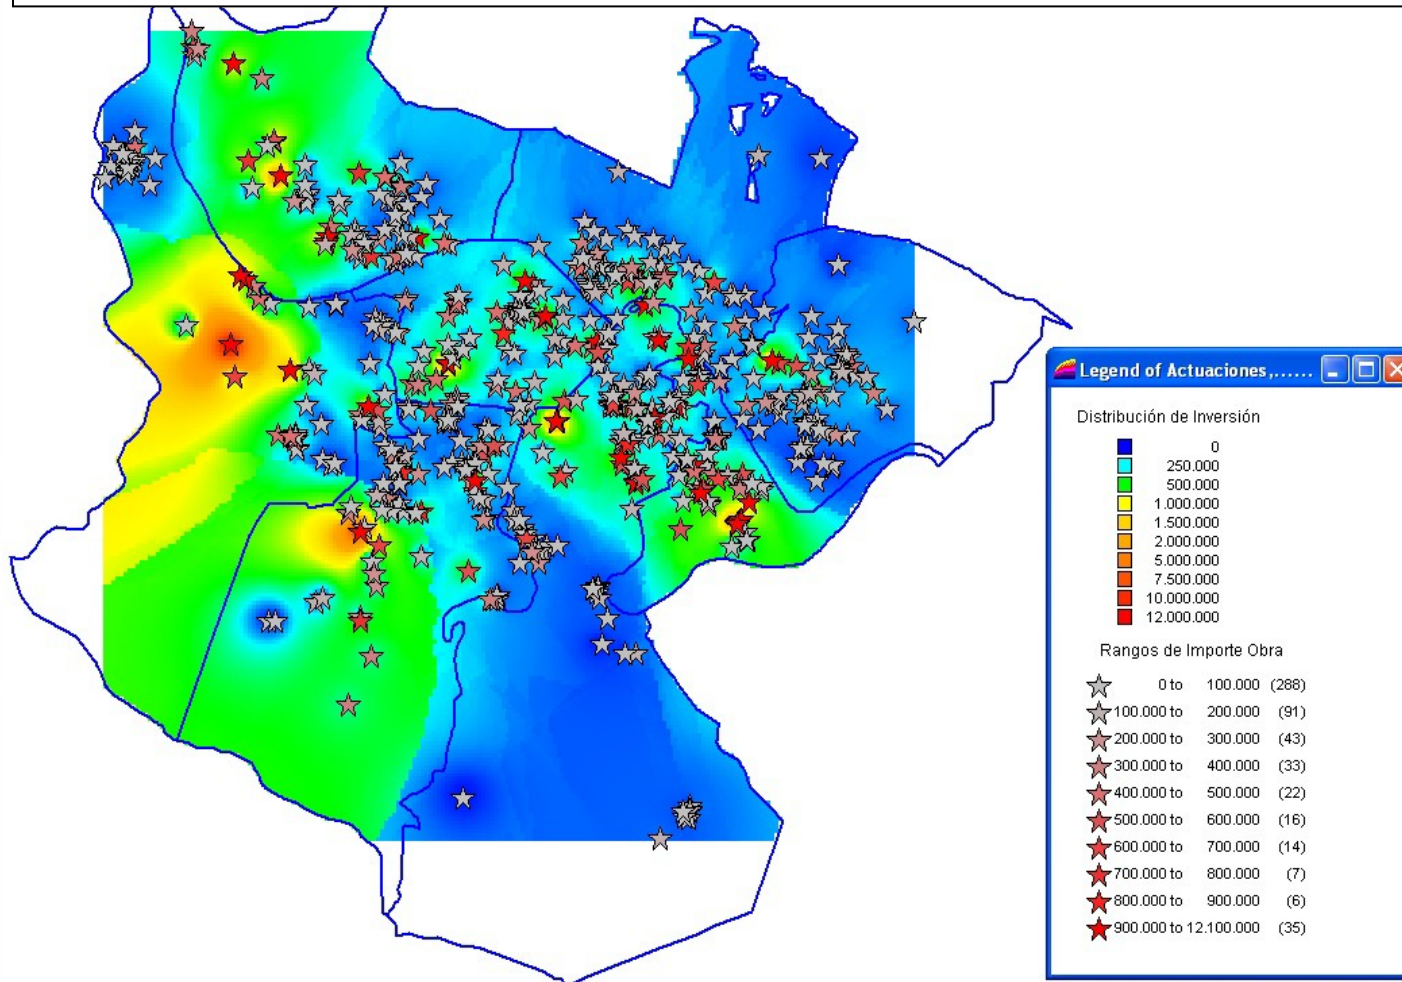 Legend of Actuaciones,......
Distribución de Inversión
0
250.000
500.000
1.000.000
1.500.000
2.000.000
5.000.000
7.500.000
10.000.000
12.000.000
Rangos de Importe Obra
0 to 100.000 (288)
100.000 to 200.000 (91)
200.000 to 300.000 (43)
300.000 to 400.000 (33)
400.000 to 500.000 (22)
500.000 to 600.000 (16)
600.000 to 700.000 (14)
700.000 to 800.000 (7)
800.000 to 900.000 (6)
900.000 to 12.100.000 (35)